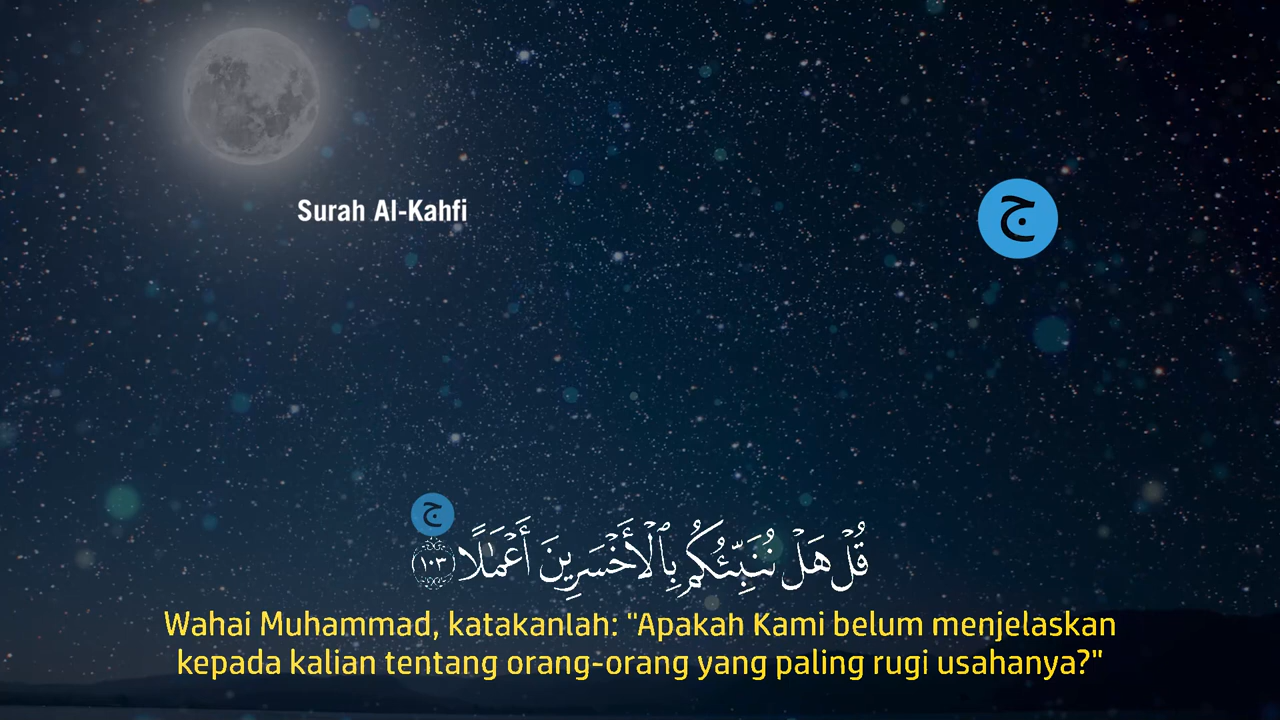 Surah Al-Kahfi
ج
ج
قُلْ هَلْ نُنَبِّئُكُم بِٱلْأَخْسَرِينَ أَعْمَٰلًا ١٠٣
Wahai Muhammad, katakanlah: "Apakah Kami belum menjelaskan
kepada kalian tentang orang-orang yang paling rugi usahanya?"